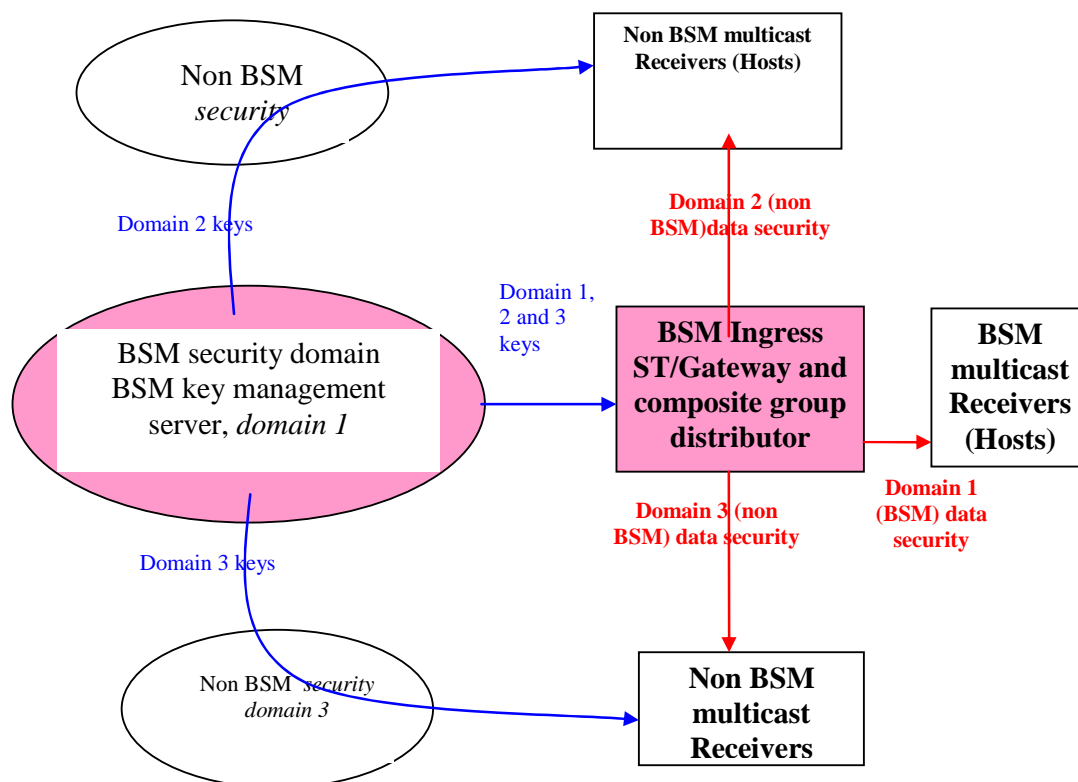 Non BSM
security
Non BSM multicast
Receivers (Hosts)
Domain 2 keys
Domain 2 (non
BSM)data security
Domain 1,
2 and 3
keys
BSM security domain
BSM key management
server, domain 1
BSM Ingress
ST/Gateway and
composite group
distributor
BSM
multicast
Receivers
(Hosts)
Domain 3 keys
Domain 3 (non
BSM) data security
Domain 1
(BSM) data
security
Non BSM security
domain 3
Non BSM
multicast
Receivers